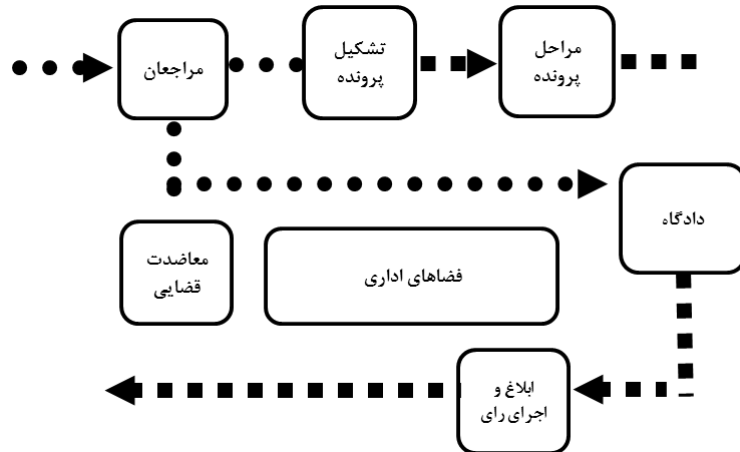 مراجعان
تشکیل
پرونده
مراحل
پرونده
دادگاه
معاضدت
قضایی
فضاهای اداری
ابلاغ و
اجرای رای